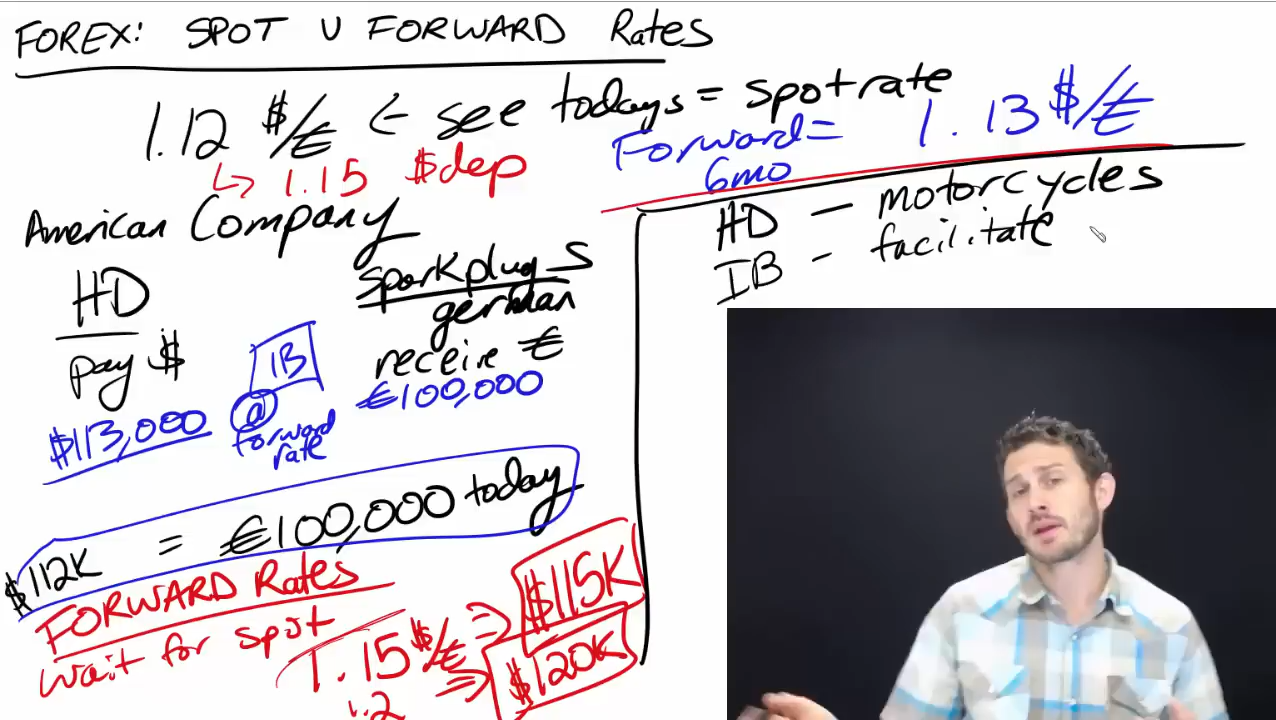 FOREX: SPOT V FORWARD Rates
1.12 $/€ ← see todays = spotrate
Forward = 1.13 $/€
6mo
↳ 1.15 $dep
American Company
HD
pay $
$113,000
IB
@
forward
rate
sparkplugs
german
receive €
€100,000
$112K = €100,000 today
FORWARD Rates
wait for spot
1.15 $/€ ⇒ $115K
1.2 ⇒ $120K
HD - motorcycles
IB - facilitate